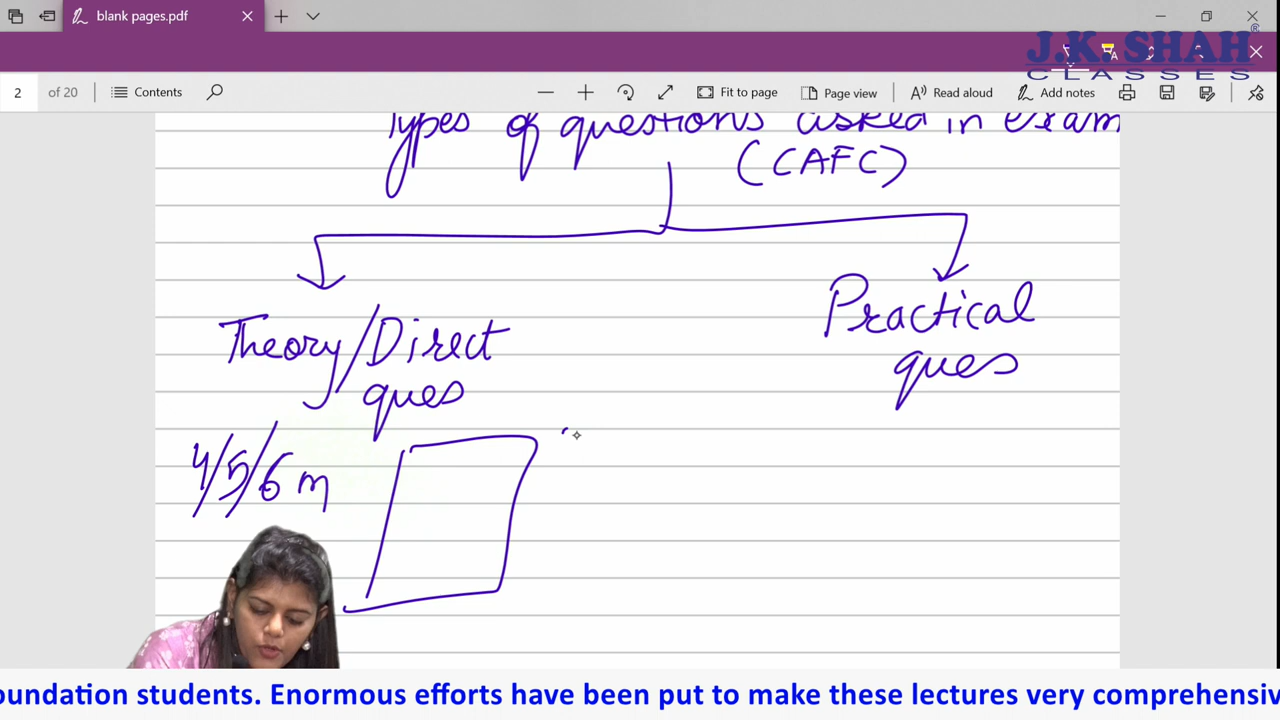 blank pages.pdf
J.K. SHAH®
CLASSES
2 of 20 Contents Fit to page Page view Read aloud Add notes
Types of questions asked in exam
(CAFC)
Theory/Direct
ques
Practical
ques
4/5/6 m
oundation students. Enormous efforts have been put to make these lectures very comprehensiv